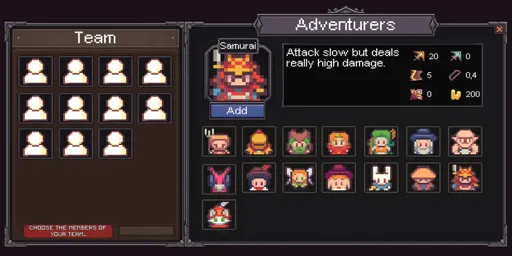 Team
Adventurers
Samurai
Attack slow but deals
really high damage.
20
0
5
0,4
0
200
Add
CHOOSE THE MEMBERS OF
YOUR TEAM.